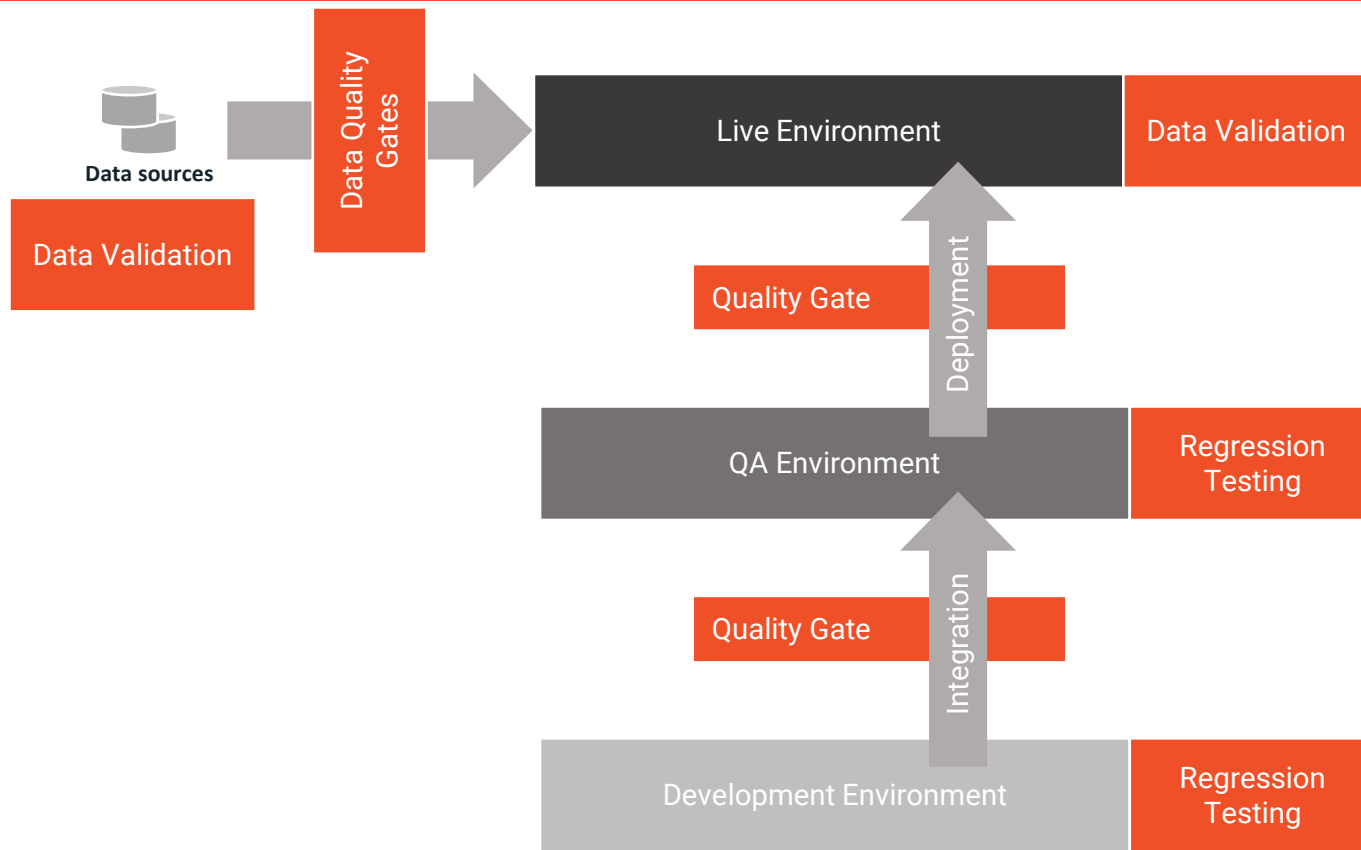 Data Quality
Gates
Live Environment
Data Validation
Data sources
Data Validation
Deployment
Quality Gate
QA Environment
Regression
Testing
Integration
Quality Gate
Development Environment
Regression
Testing